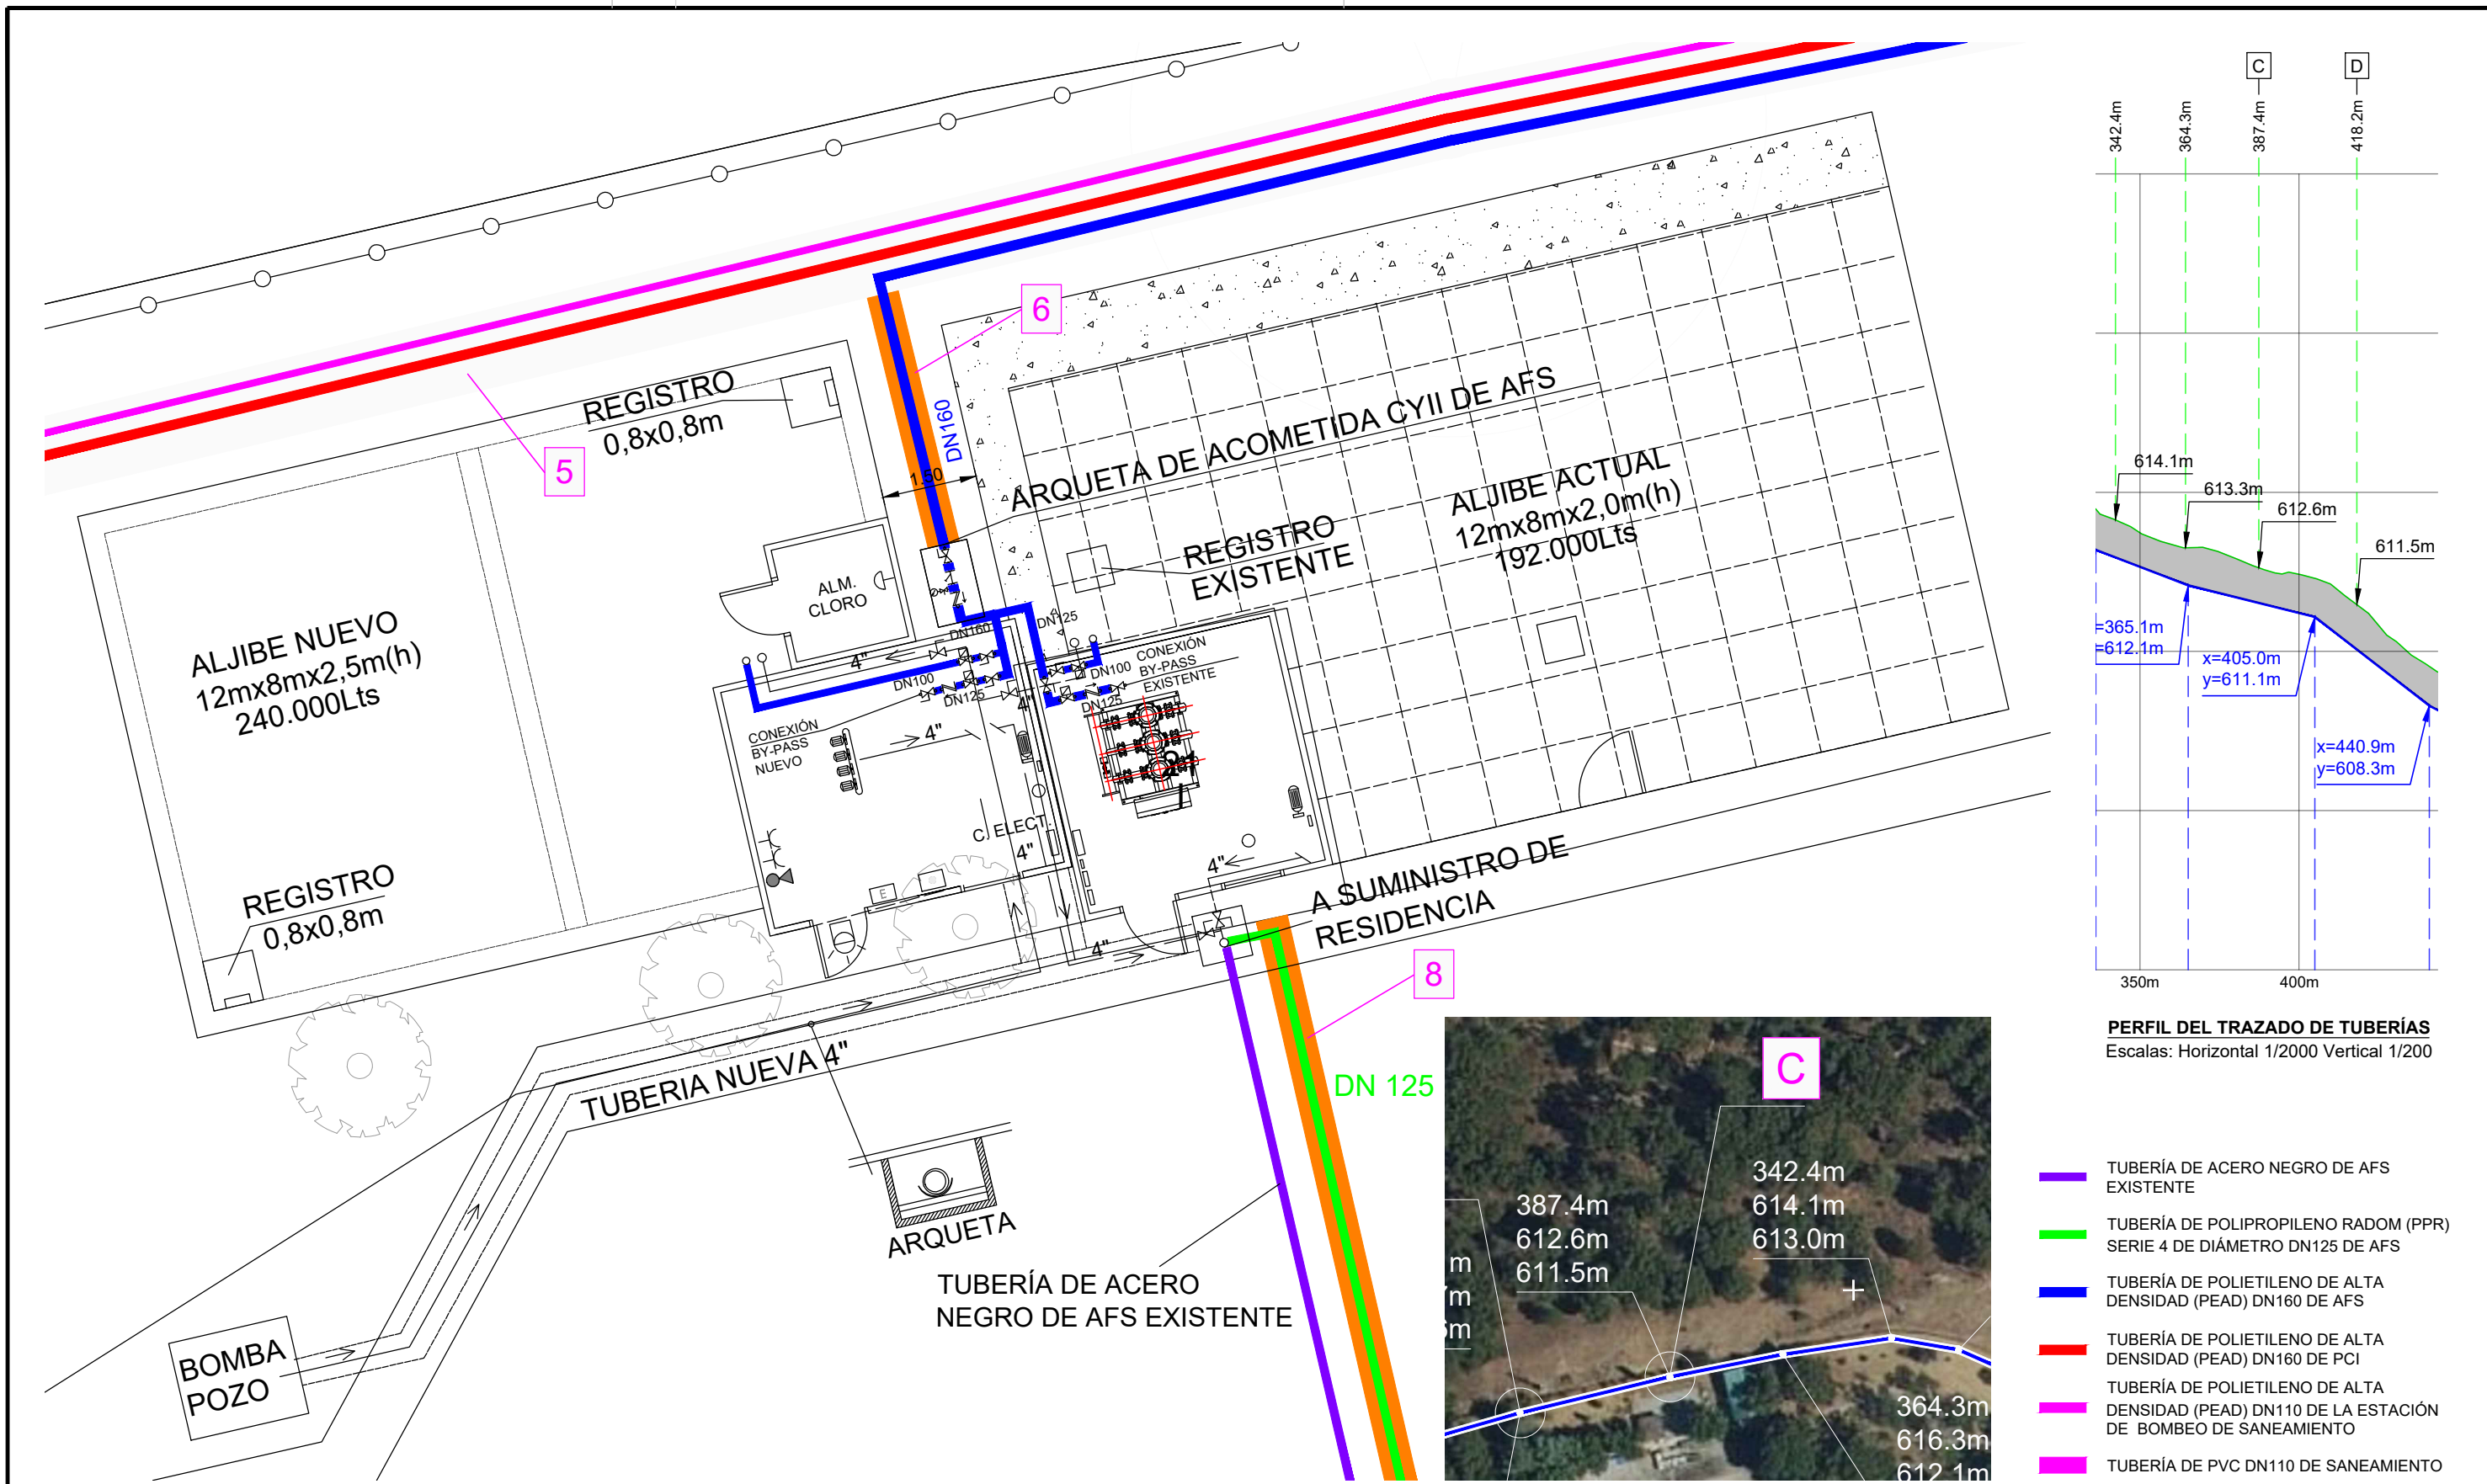 C
D
342.4m
364.3m
387.4m
418.2m
6
5
REGISTRO
0,8x0,8m
DN160
1.50
ARQUETA DE ACOMETIDA CYII DE AFS
REGISTRO
EXISTENTE
ALJIBE ACTUAL
12mx8mx2,0m(h)
192.000Lts
614.1m
613.3m
612.6m
611.5m
=365.1m
=612.1m
x=405.0m
y=611.1m
x=440.9m
y=608.3m
350m
400m
PERFIL DEL TRAZADO DE TUBERÍAS
Escalas: Horizontal 1/2000 Vertical 1/200
ALM.
CLORO
ALJIBE NUEVO
12mx8mx2,5m(h)
240.000Lts
DN160
DN125
4"
DN100
DN125
4"
DN100
DN125
CONEXIÓN
BY-PASS
EXISTENTE
CONEXIÓN
BY-PASS
NUEVO
4"
C. ELECT.
4"
4"
E
REGISTRO
0,8x0,8m
A SUMINISTRO DE
RESIDENCIA
4"
8
DN 125
TUBERIA NUEVA 4"
ARQUETA
TUBERÍA DE ACERO
NEGRO DE AFS EXISTENTE
BOMBA
POZO
C
387.4m
612.6m
611.5m
342.4m
614.1m
613.0m
m
m
m
364.3m
616.3m
612.1m
TUBERÍA DE ACERO NEGRO DE AFS
EXISTENTE
TUBERÍA DE POLIPROPILENO RADOM (PPR)
SERIE 4 DE DIÁMETRO DN125 DE AFS
TUBERÍA DE POLIETILENO DE ALTA
DENSIDAD (PEAD) DN160 DE AFS
TUBERÍA DE POLIETILENO DE ALTA
DENSIDAD (PEAD) DN160 DE PCI
TUBERÍA DE POLIETILENO DE ALTA
DENSIDAD (PEAD) DN110 DE LA ESTACIÓN
DE BOMBEO DE SANEAMIENTO
TUBERÍA DE PVC DN110 DE SANEAMIENTO